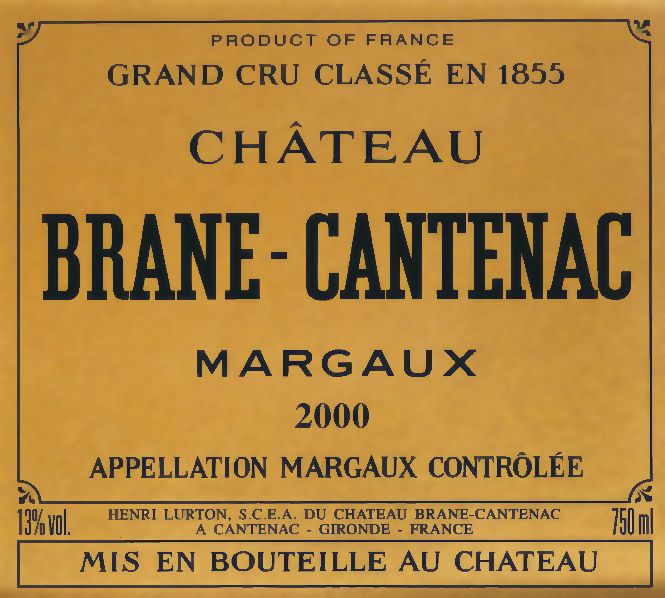 PRODUCT OF FRANCE
GRAND CRU CLASSÉ EN 1855
CHÂTEAU
BRANE-CANTENAC
MARGAUX
2000
APPELLATION MARGAUX CONTRÔLÉE
13% vol.
HENRI LURTON, S.C.E.A. DU CHATEAU BRANE-CANTENAC
A CANTENAC - GIRONDE - FRANCE
750 ml
MIS EN BOUTEILLE AU CHATEAU